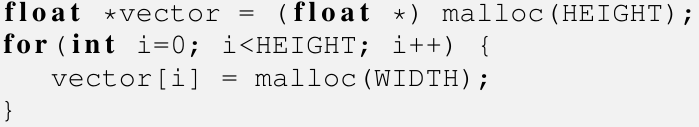 float *vector = (float *) malloc(HEIGHT);
for(int i=0; i<HEIGHT; i++) {
   vector[i] = malloc(WIDTH);
}